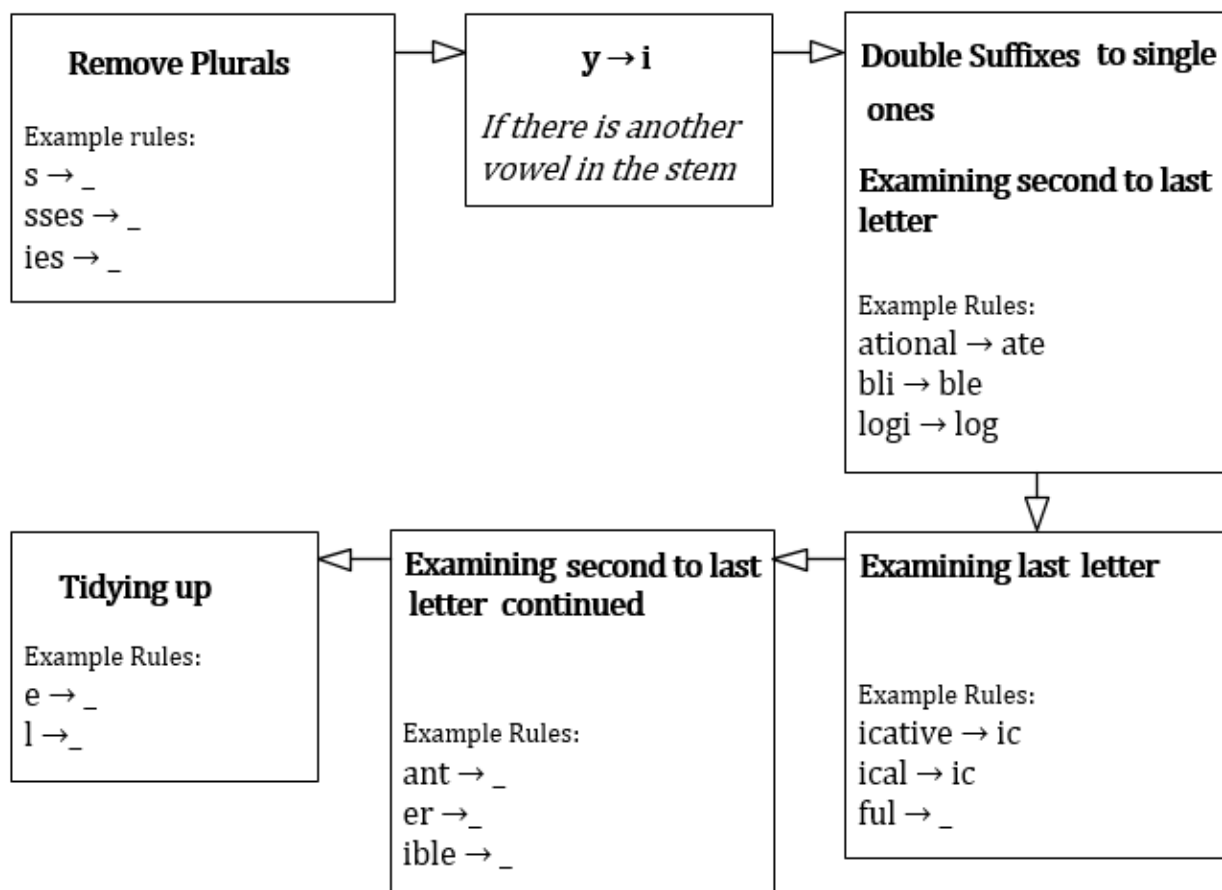 Remove Plurals
Example rules:
s → _
sses → _
ies → _
y → i
If there is another
vowel in the stem
Double Suffixes to single
ones
Examining second to last
letter
Example Rules:
ational → ate
bli → ble
logi → log
Examining last letter
Example Rules:
icative → ic
ical → ic
ful → _
Examining second to last
letter continued
Example Rules:
ant → _
er →_
ible → _
Tidying up
Example Rules:
e → _
l →_